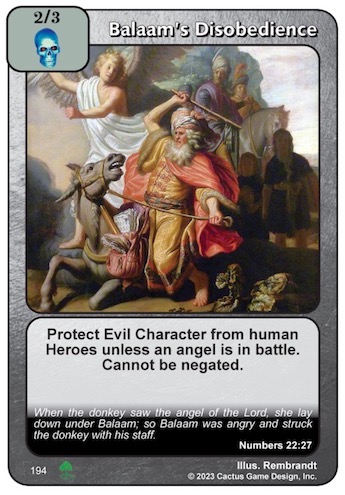 2/3
Balaam's Disobedience
Protect Evil Character from human
Heroes unless an angel is in battle.
Cannot be negated.
When the donkey saw the angel of the Lord, she lay
down under Balaam; so Balaam was angry and struck
the donkey with his staff.
Numbers 22:27
Illus. Rembrandt
194
© 2023 Cactus Game Design, Inc.